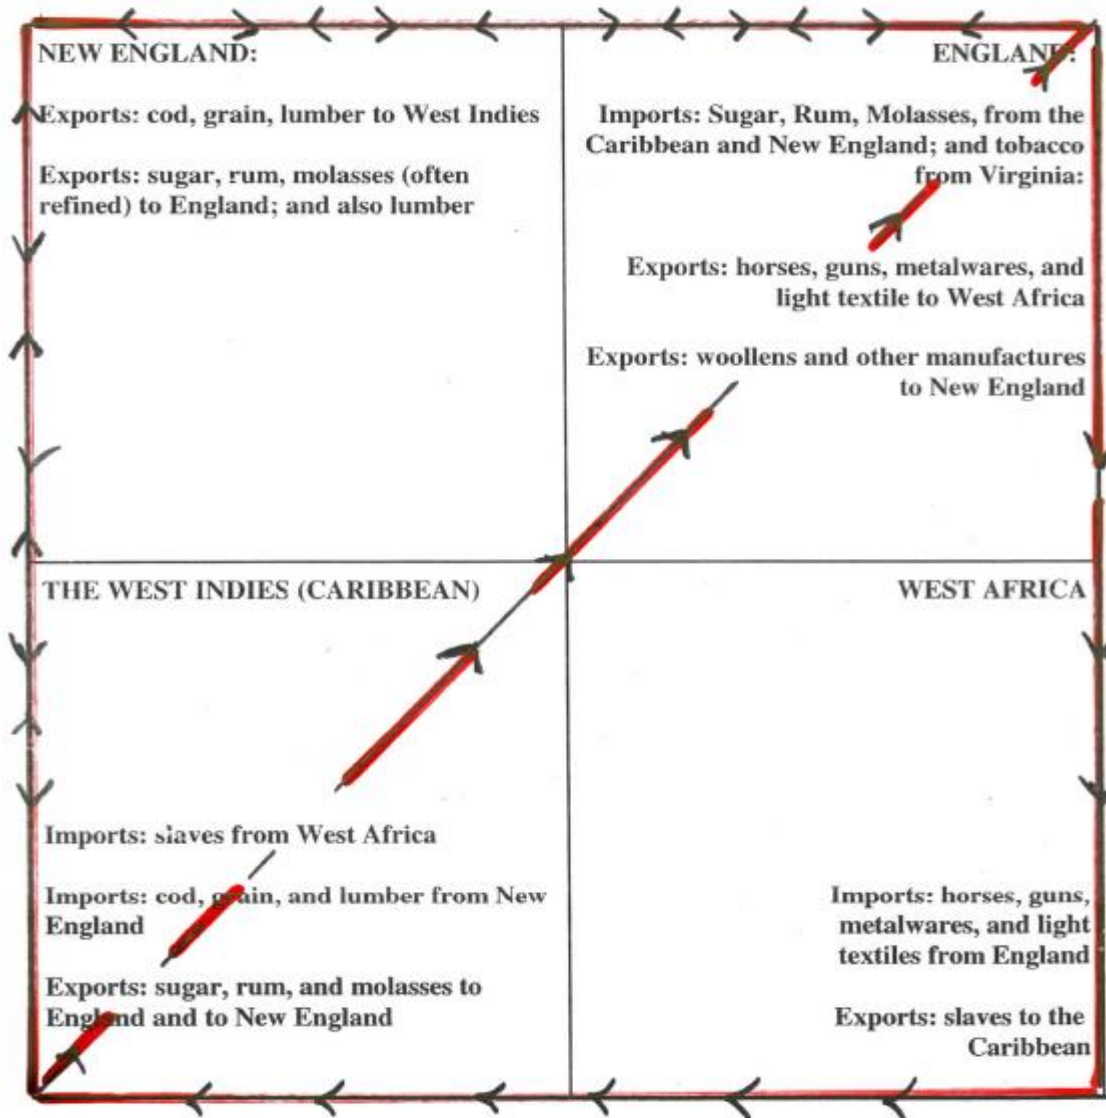 NEW ENGLAND:
Exports: cod, grain, lumber to West Indies
Exports: sugar, rum, molasses (often
refined) to England; and also lumber
ENGLAND:
Imports: Sugar, Rum, Molasses, from the
Caribbean and New England; and tobacco
from Virginia:
Exports: horses, guns, metalwares, and
light textile to West Africa
Exports: woollens and other manufactures
to New England
THE WEST INDIES (CARIBBEAN)
Imports: slaves from West Africa
Imports: cod, grain, and lumber from New
England
Exports: sugar, rum, and molasses to
England and to New England
WEST AFRICA
Imports: horses, guns,
metalwares, and light
textiles from England
Exports: slaves to the
Caribbean